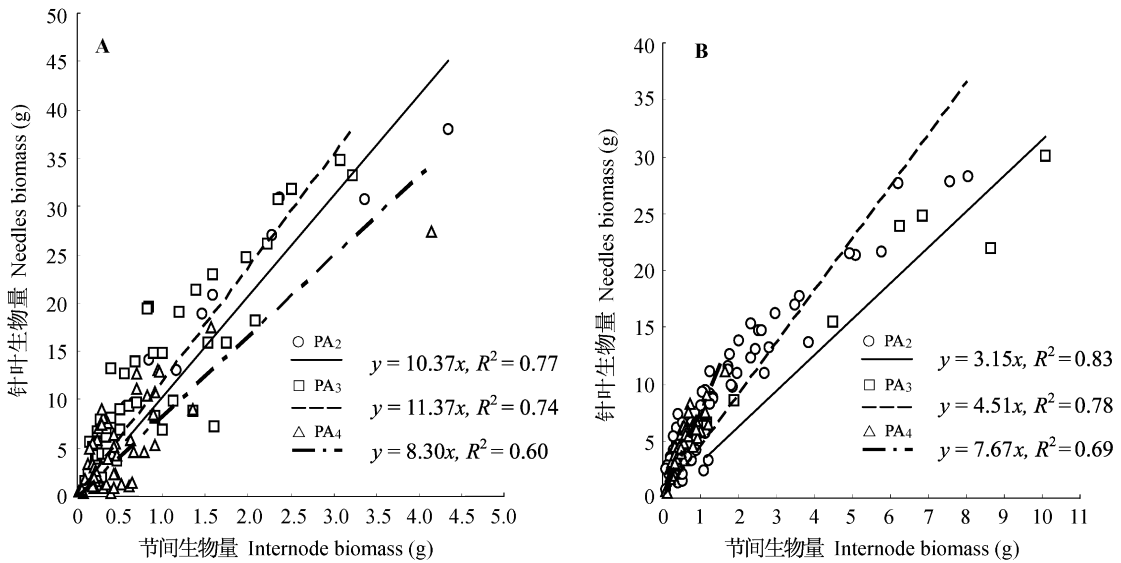 A
针叶生物量 Needles biomass (g)
50
45
40
35
30
25
20
15
10
5
0
0 0.5 1.0 1.5 2.0 2.5 3.0 3.5 4.0 4.5 5.0
节间生物量 Internode biomass (g)
PA2
y = 10.37x, R² = 0.77
PA3
y = 11.37x, R² = 0.74
PA4
y = 8.30x, R² = 0.60
B
针叶生物量 Needles biomass (g)
40
35
30
25
20
15
10
5
0
0 1 2 3 4 5 6 7 8 9 10 11
节间生物量 Internode biomass (g)
PA2
y = 3.15x, R² = 0.83
PA3
y = 4.51x, R² = 0.78
PA4
y = 7.67x, R² = 0.69